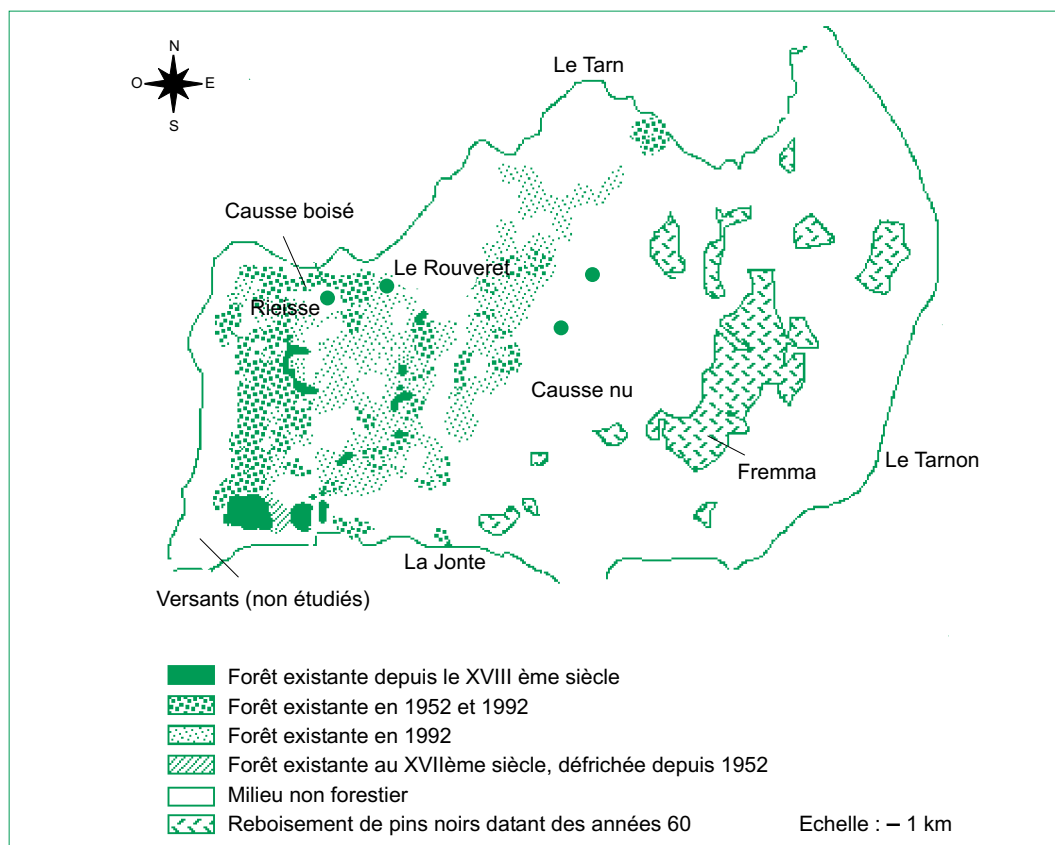 N
O E
S
Le Tarn
Causse boisé
Le Rouveret
Rieisse
Causse nu
Fremma
Le Tarnon
La Jonte
Versants (non étudiés)
Forêt existante depuis le XVIII ème siècle
Forêt existante en 1952 et 1992
Forêt existante en 1992
Forêt existante au XVIIème siècle, défrichée depuis 1952
Milieu non forestier
Reboisement de pins noirs datant des années 60
Echelle : – 1 km